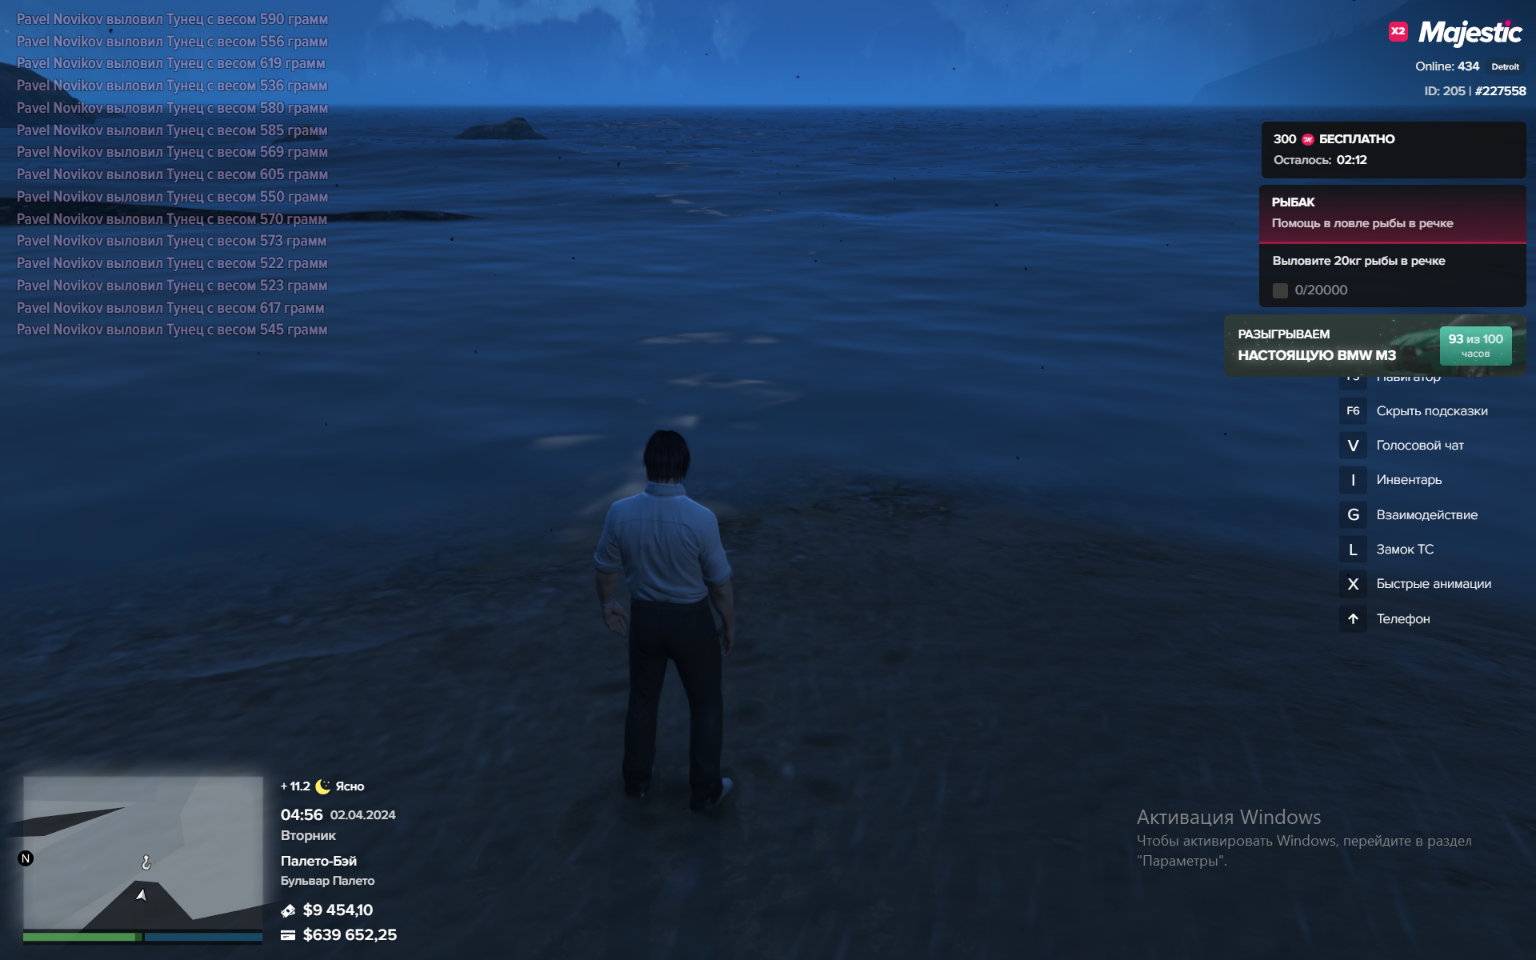 Pavel Novikov выловил Тунец с весом 590 грамм
Pavel Novikov выловил Тунец с весом 556 грамм
Pavel Novikov выловил Тунец с весом 619 грамм
Pavel Novikov выловил Тунец с весом 536 грамм
Pavel Novikov выловил Тунец с весом 580 грамм
Pavel Novikov выловил Тунец с весом 585 грамм
Pavel Novikov выловил Тунец с весом 569 грамм
Pavel Novikov выловил Тунец с весом 605 грамм
Pavel Novikov выловил Тунец с весом 550 грамм
Pavel Novikov выловил Тунец с весом 570 грамм
Pavel Novikov выловил Тунец с весом 573 грамм
Pavel Novikov выловил Тунец с весом 522 грамм
Pavel Novikov выловил Тунец с весом 523 грамм
Pavel Novikov выловил Тунец с весом 617 грамм
Pavel Novikov выловил Тунец с весом 545 грамм
X2 Majestic
Online: 434 Detroit
ID: 205 | #227558
300 БЕСПЛАТНО
Осталось: 02:12
РЫБАК
Помощь в ловле рыбы в речке
Выловите 20кг рыбы в речке
0/20000
РАЗЫГРЫВАЕМ
НАСТОЯЩУЮ BMW M3
93 из 100
часов
Навигатор
F6 Скрыть подсказки
V Голосовой чат
I Инвентарь
G Взаимодействие
L Замок ТС
X Быстрые анимации
↑ Телефон
N
+11.2 Ясно
04:56 02.04.2024
Вторник
Палето-Бэй
Бульвар Палето
$9 454,10
$639 652,25
Активация Windows
Чтобы активировать Windows, перейдите в раздел
"Параметры".